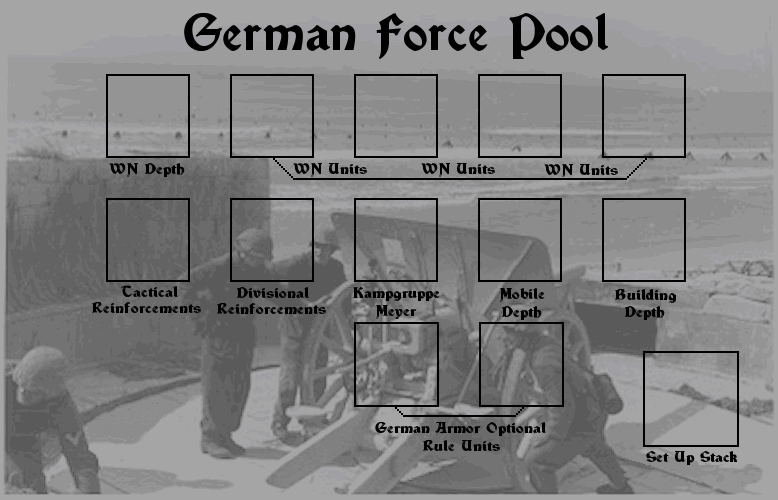 German Force Pool
WN Depth
WN Units WN Units WN Units
Tactical
Reinforcements
Divisional
Reinforcements
Kampgruppe
Meyer
Mobile
Depth
Building
Depth
German Armor Optional
Rule Units
Set Up Stack